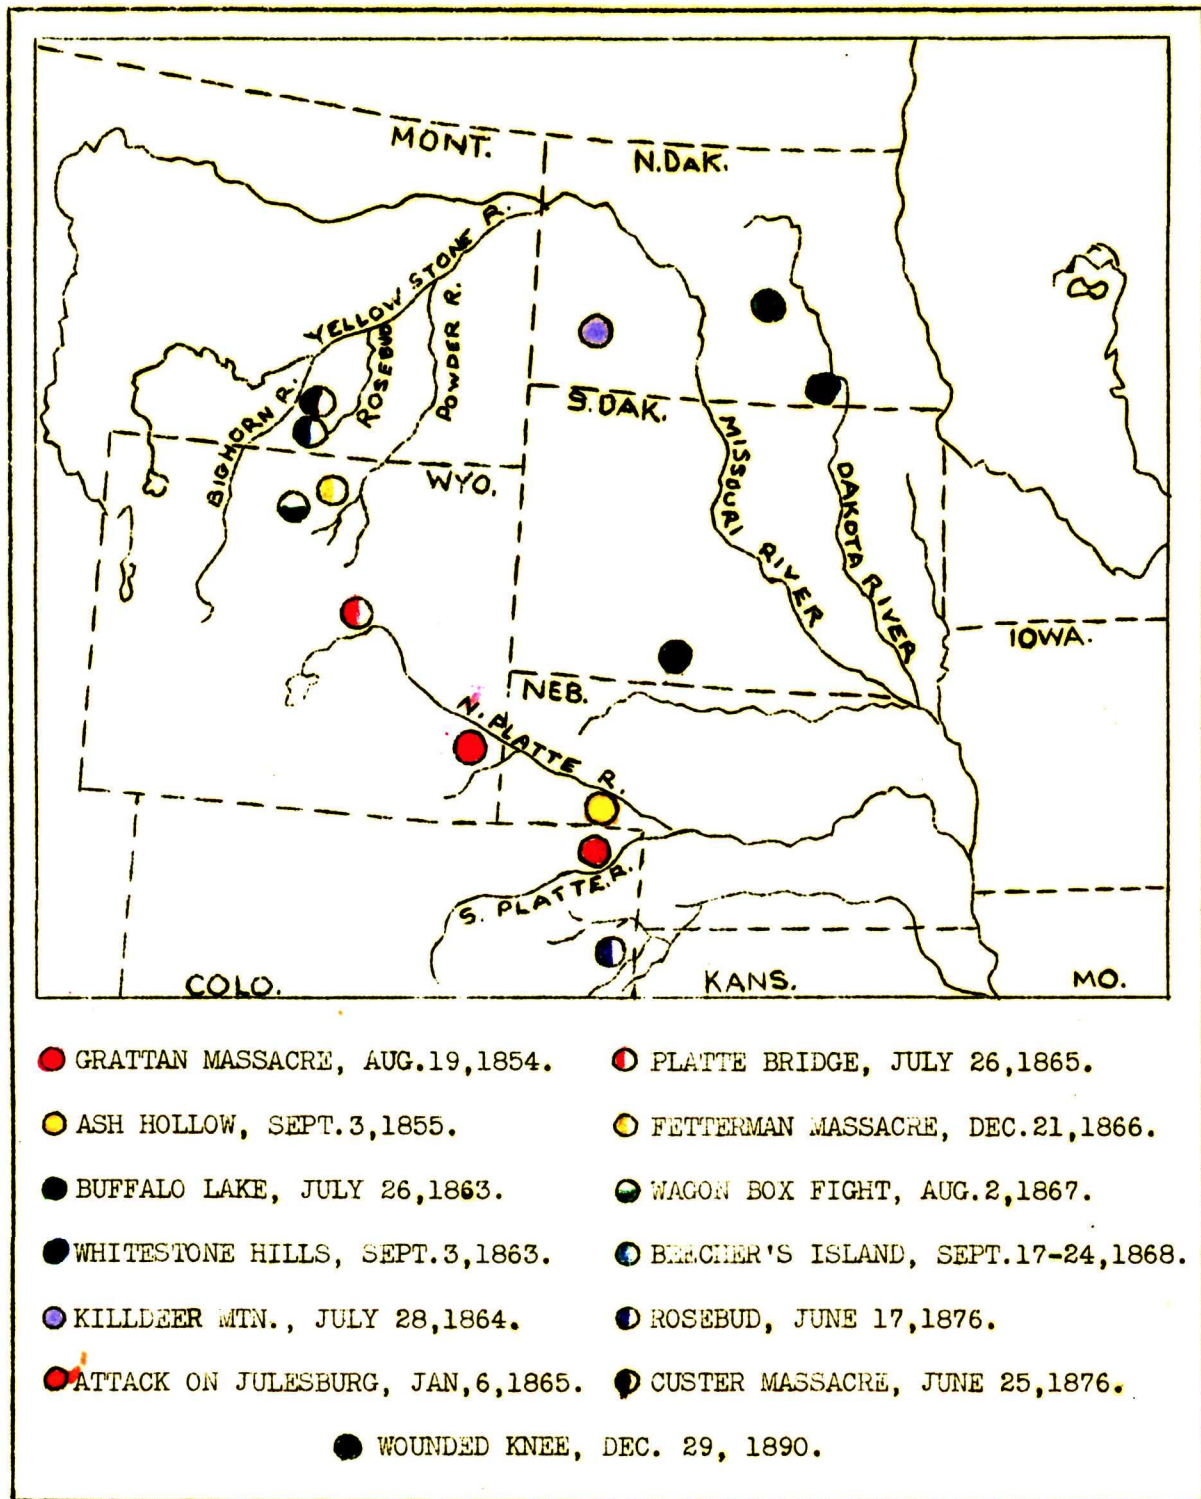 MONT.
N.DAK.
YELLOWSTONE R.
POWDER R.
ROSEBUD
BIGHORN R.
S.DAK.
WYO.
MISSOURI RIVER
DAKOTA RIVER
IOWA.
NEB.
N. PLATTE R.
S. PLATTE R.
COLO.
KANS.
MO.
GRATTAN MASSACRE, AUG.19,1854.
ASH HOLLOW, SEPT.3,1855.
BUFFALO LAKE, JULY 26,1863.
WHITESTONE HILLS, SEPT.3,1863.
KILLDEER MTN., JULY 28,1864.
ATTACK ON JULESBURG, JAN,6,1865.
PLATTE BRIDGE, JULY 26,1865.
FETTERMAN MASSACRE, DEC.21,1866.
WAGON BOX FIGHT, AUG.2,1867.
BEECHER'S ISLAND, SEPT.17-24,1868.
ROSEBUD, JUNE 17,1876.
CUSTER MASSACRE, JUNE 25,1876.
WOUNDED KNEE, DEC. 29, 1890.